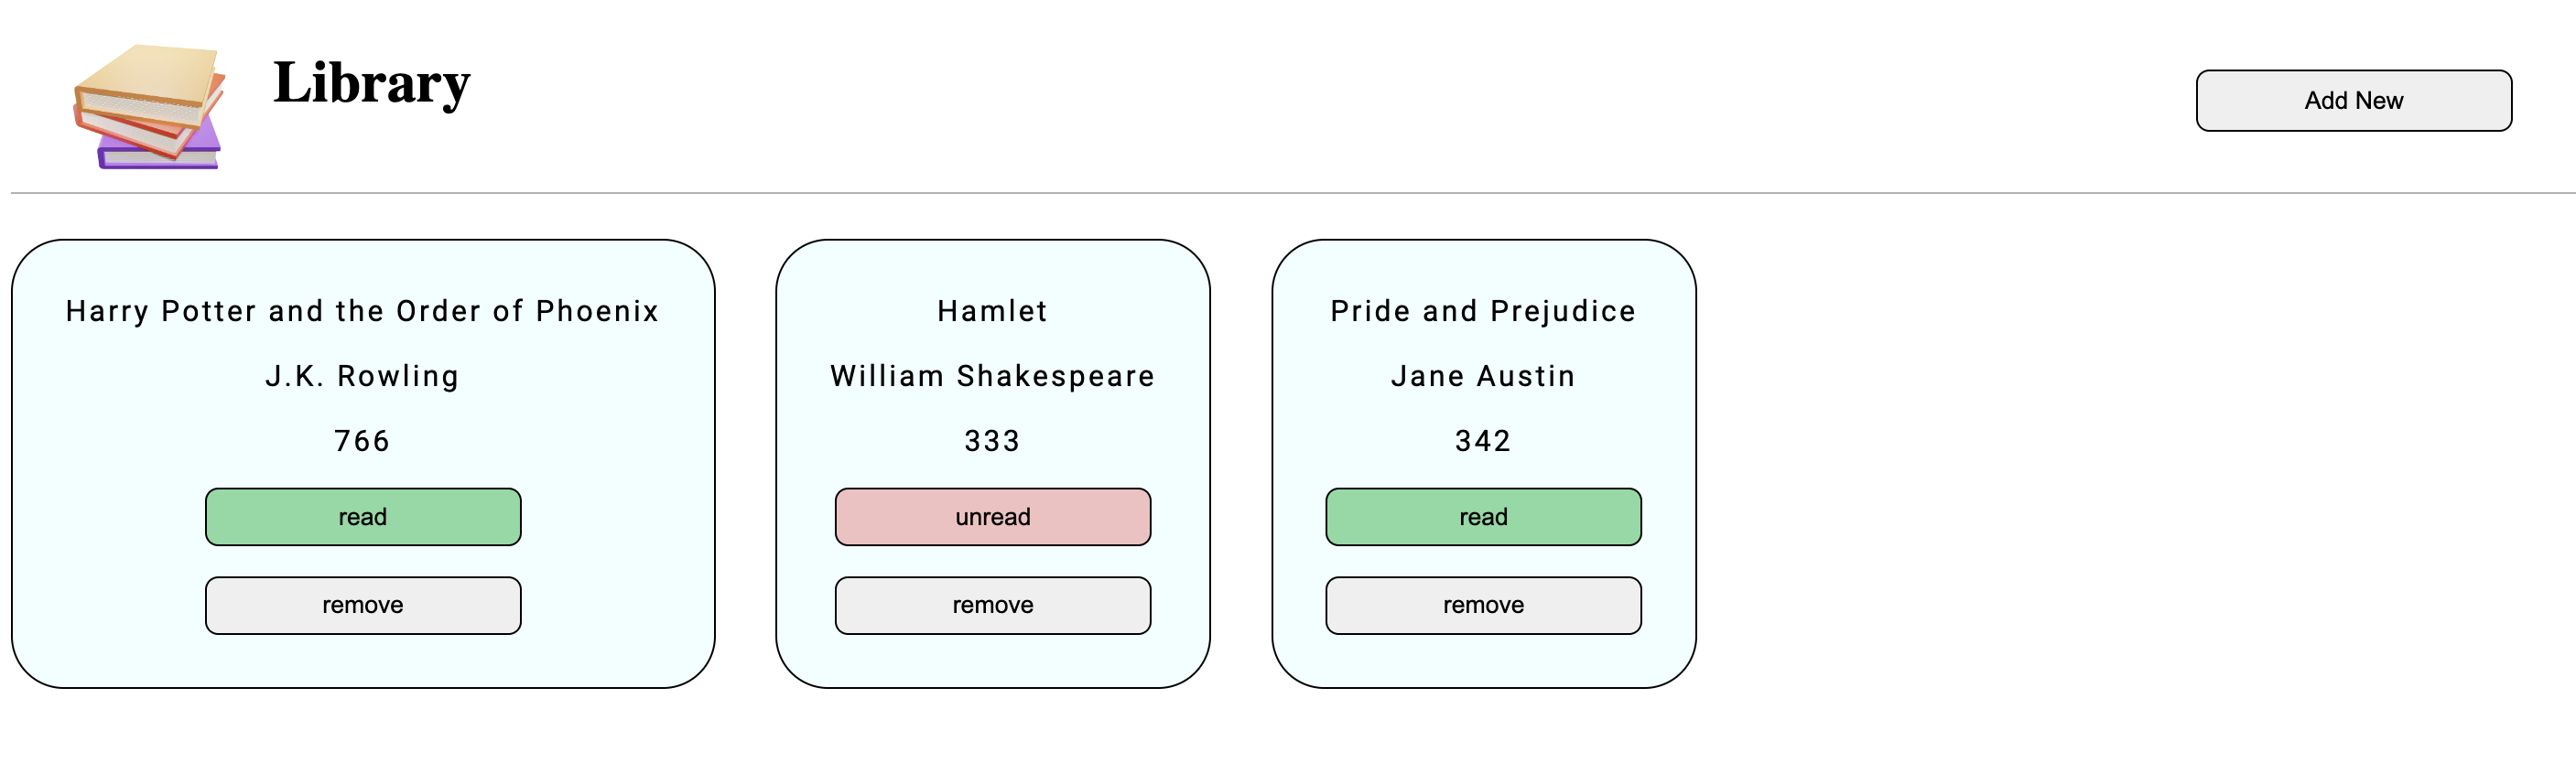 Library
Add New
Harry Potter and the Order of Phoenix
J.K. Rowling
766
read
remove
Hamlet
William Shakespeare
333
unread
remove
Pride and Prejudice
Jane Austin
342
read
remove